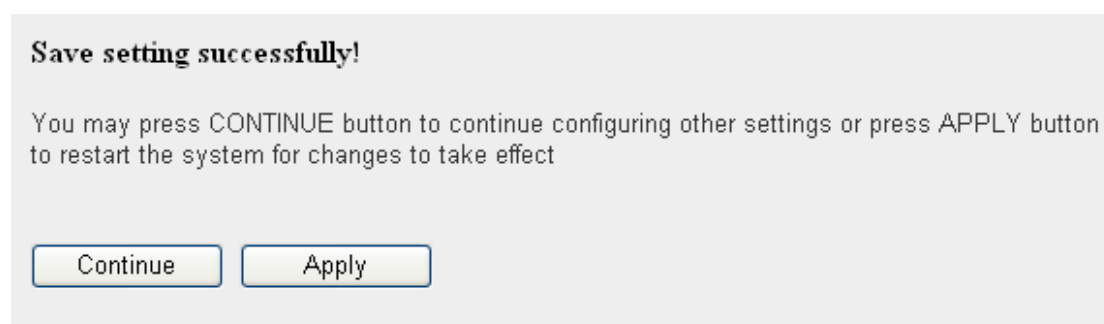 Save setting successfully!
You may press CONTINUE button to continue configuring other settings or press APPLY button
to restart the system for changes to take effect
Continue Apply